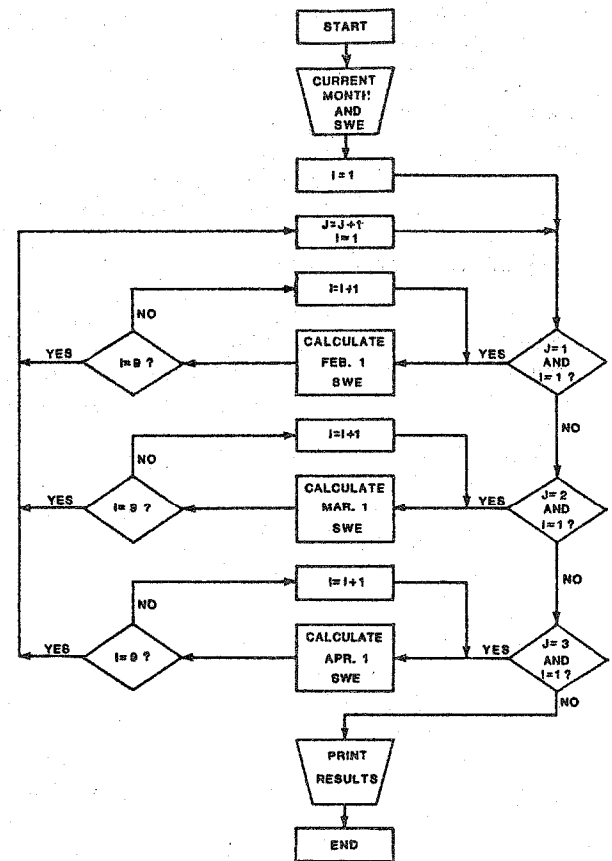 START
CURRENT
MONTH
AND
SWE
I=1
J=J+1
I=1
I=I+1
NO
YES
I=9 ?
CALCULATE
FEB. 1
SWE
YES
J=1
AND
I=1 ?
NO
I=I+1
NO
YES
I=9 ?
CALCULATE
MAR. 1
SWE
YES
J=2
AND
I=1 ?
NO
I=I+1
NO
YES
I=9 ?
CALCULATE
APR. 1
SWE
YES
J=3
AND
I=1 ?
NO
PRINT
RESULTS
END